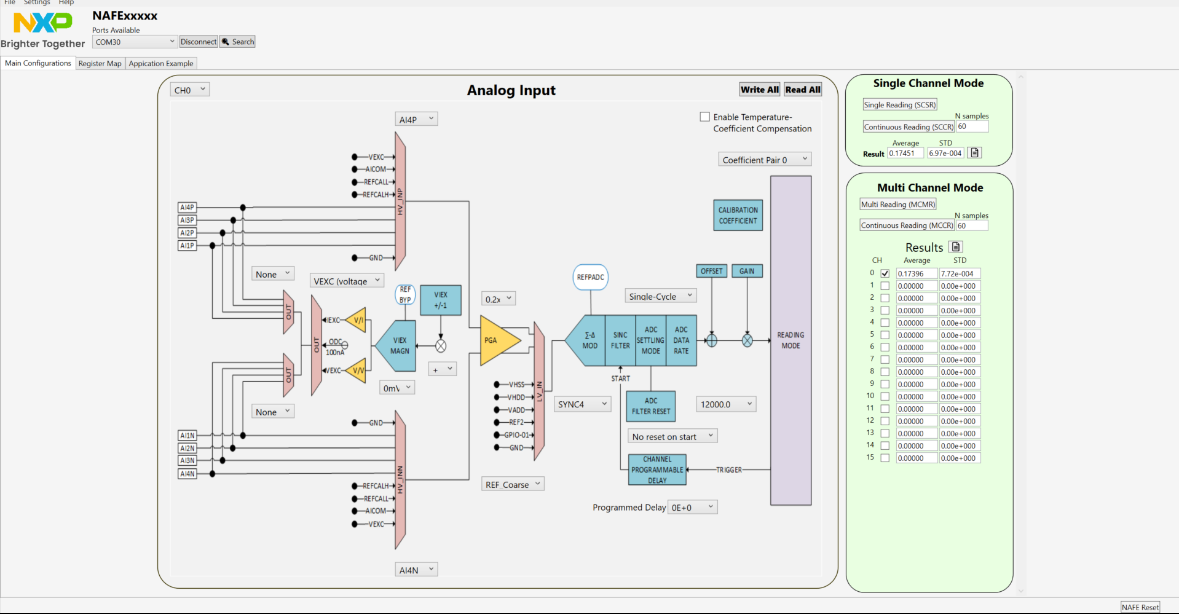 File Settings Help
NXP
Brighter Together
NAFExxxxx
Ports Available
COM30
Disconnect
Search
Main Configurations
Register Map
Appication Example
CH0
Analog Input
Write All
Read All
AI4P
Enable Temperature-
Coefficient Compensation
Coefficient Pair 0
VEXC
AICOM
REFCALL
REFCALH
HV_INP
AI4P
AI3P
AI2P
AI1P
GND
CALIBRATION
COEFFICIENT
None
VEXC (voltage
REF
BYP
VIEX
+/-1
0.2x
REFPADC
Single-Cycle
OFFSET
GAIN
OUT
OUT
IEXC
V/I
ODC
100nA
VEXC
V/V
VIEX
MAGN
PGA
LV_IN
Σ-Δ
MOD
SINC
FILTER
ADC
SETTLING
MODE
ADC
DATA
RATE
READING
MODE
OUT
+
0m\
START
VHSS
VHDD
VADD
REF2
GPIO-01
GND
SYNC4
ADC
FILTER RESET
12000.0
None
No reset on start
GND
AI1N
AI2N
AI3N
AI4N
HV_INN
CHANNEL
PROGRAMMABLE
DELAY
TRIGGER
REFCALH
REFCALL
AICOM
VEXC
REF_Coarse
Programmed Delay
0E+0
AI4N
Single Channel Mode
Single Reading (SCSR)
N samples
Continuous Reading (SCCR) 60
Average STD
Result 0.17451 6.97e-004
Multi Channel Mode
Multi Reading (MCMR)
N samples
Continuous Reading (MCCR) 60
Results
CH Average STD
0 0.17396 7.72e-004
1 0.00000 0.00e+000
2 0.00000 0.00e+000
3 0.00000 0.00e+000
4 0.00000 0.00e+000
5 0.00000 0.00e+000
6 0.00000 0.00e+000
7 0.00000 0.00e+000
8 0.00000 0.00e+000
9 0.00000 0.00e+000
10 0.00000 0.00e+000
11 0.00000 0.00e+000
12 0.00000 0.00e+000
13 0.00000 0.00e+000
14 0.00000 0.00e+000
15 0.00000 0.00e+000
NAFE Reset